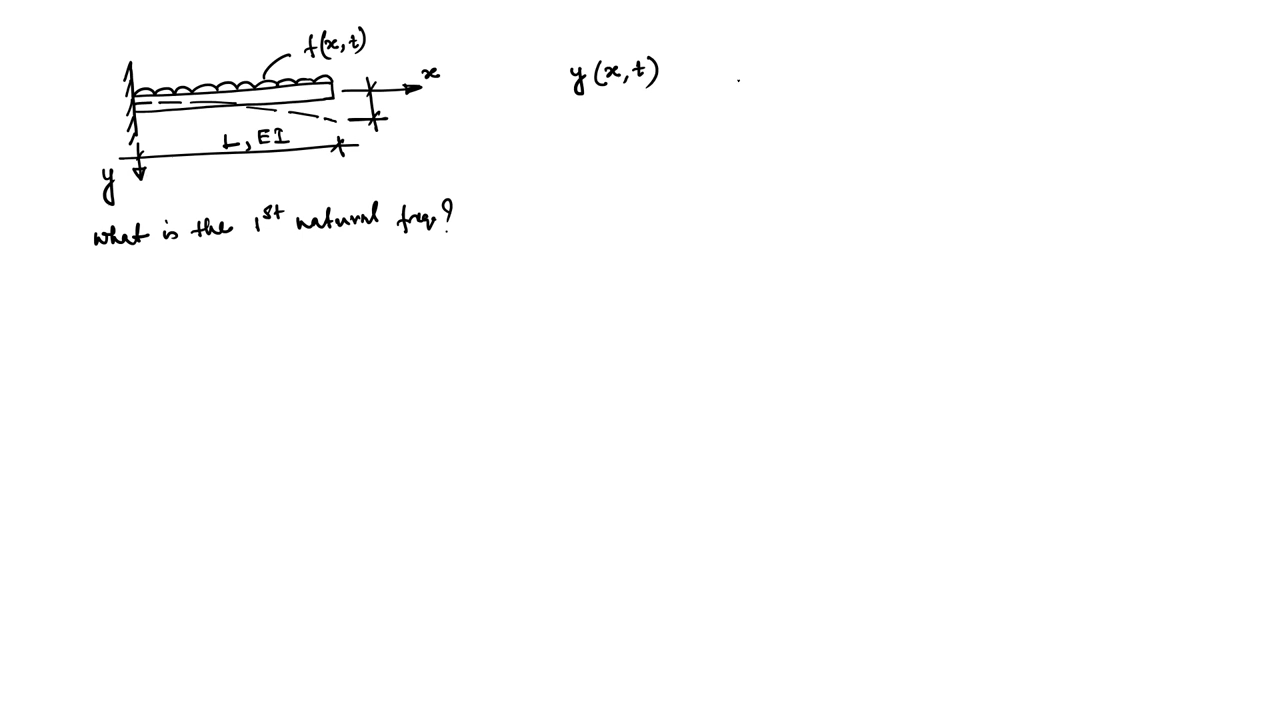 f(x,t)
x
y(x,t)
L, EI
y
what is the 1st natural freq?